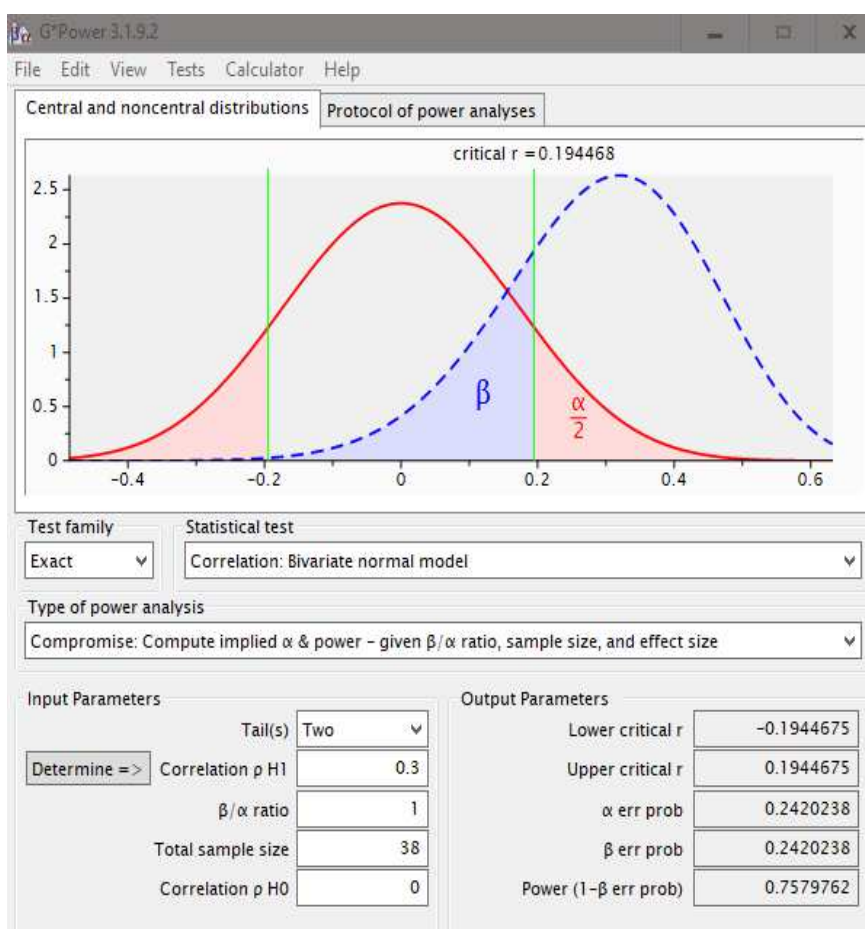 G*Power 3.1.9.2
File Edit View Tests Calculator Help
Central and noncentral distributions Protocol of power analyses
critical r = 0.194468
2.5
2
1.5
1
0.5
0
β
α
2
-0.4 -0.2 0 0.2 0.4 0.6
Test family Statistical test
Exact Correlation: Bivariate normal model
Type of power analysis
Compromise: Compute implied α & power - given β/α ratio, sample size, and effect size
Input Parameters Output Parameters
Tail(s) Two Lower critical r -0.1944675
Determine => Correlation ρ H1 0.3 Upper critical r 0.1944675
β/α ratio 1 α err prob 0.2420238
Total sample size 38 β err prob 0.2420238
Correlation ρ H0 0 Power (1-β err prob) 0.7579762